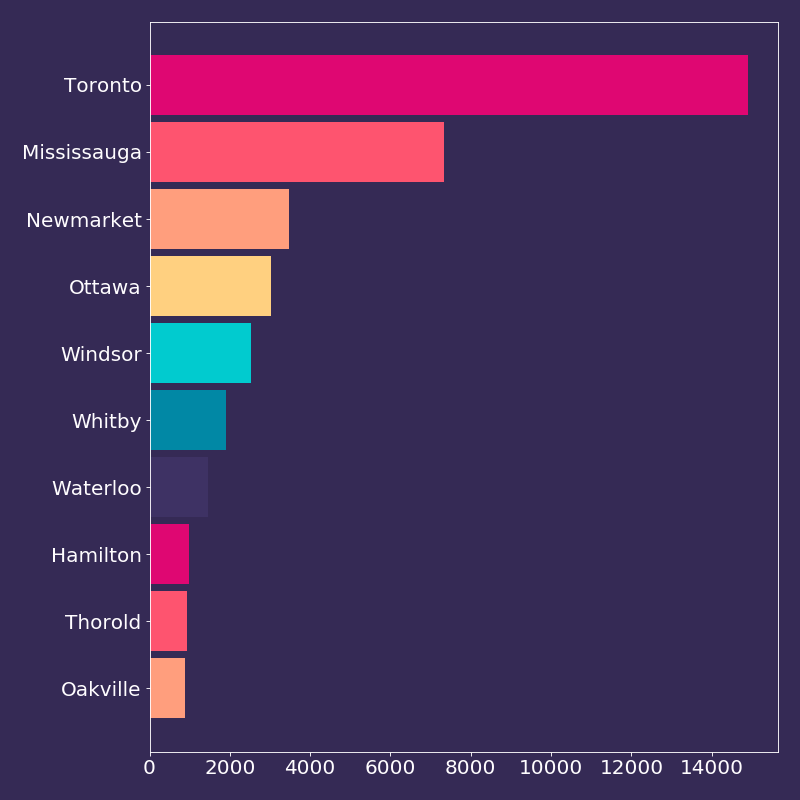 Toronto
Mississauga
Newmarket
Ottawa
Windsor
Whitby
Waterloo
Hamilton
Thorold
Oakville
0 2000 4000 6000 8000 10000 12000 14000